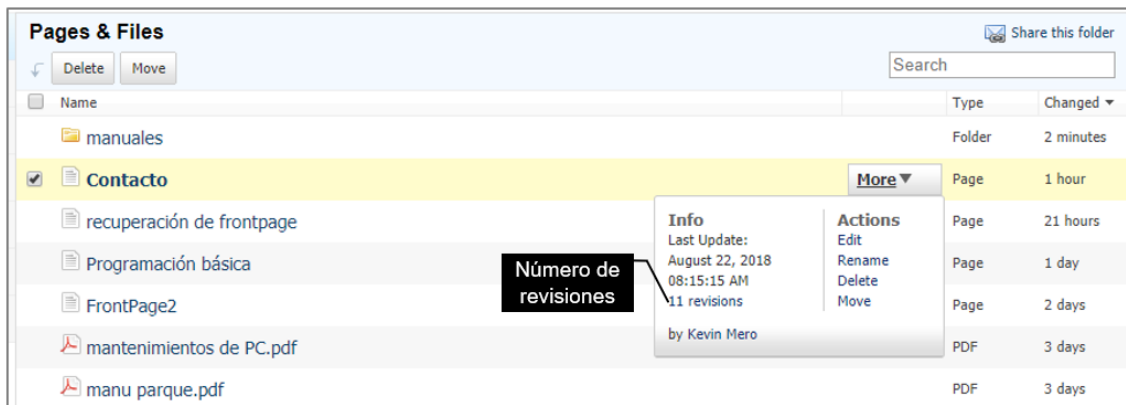 Pages & Files
Share this folder
Delete Move
Search
Name Type Changed ▼
manuales Folder 2 minutes
Contacto More ▼ Page 1 hour
recuperación de frontpage Page 21 hours
Programación básica Page 1 day
FrontPage2 Page 2 days
mantenimientos de PC.pdf PDF 3 days
manu parque.pdf PDF 3 days
Info
Last Update:
August 22, 2018
08:15:15 AM
11 revisions
by Kevin Mero
Actions
Edit
Rename
Delete
Move
Número de
revisiones